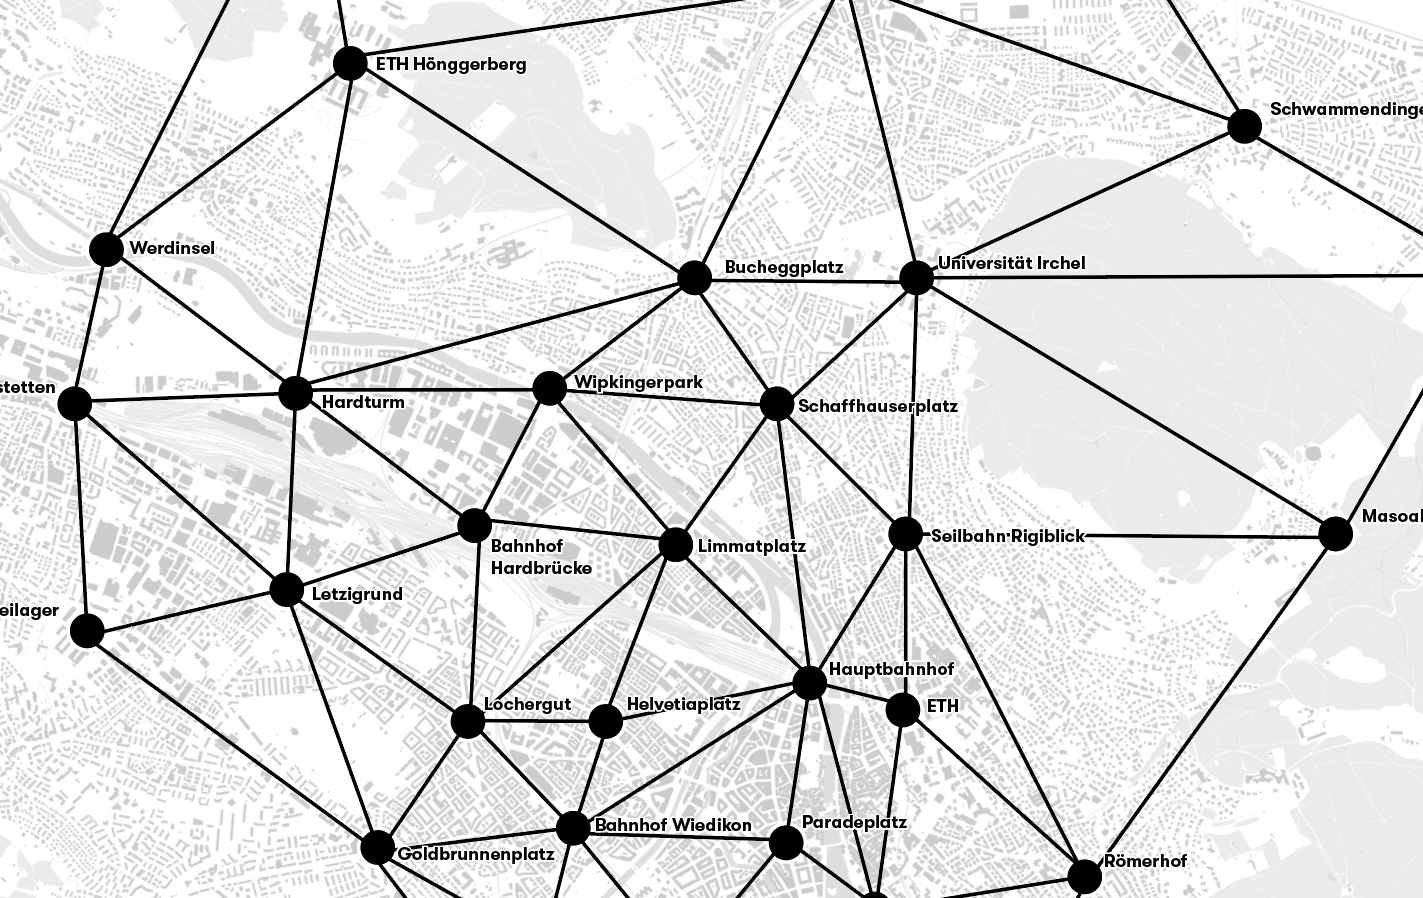 ETH Hönggerberg
Schwammendinge
Werdinsel
Bucheggplatz
Universität Irchel
stetten
Hardturm
Wipkingerpark
Schaffhauserplatz
Masoal
Bahnhof
Hardbrücke
Limmatplatz
Seilbahn Rigiblick
Letzigrund
eilager
Hauptbahnhof
Lochergut
Helvetiaplatz
ETH
Bahnhof Wiedikon
Paradeplatz
Goldbrunnenplatz
Römerhof